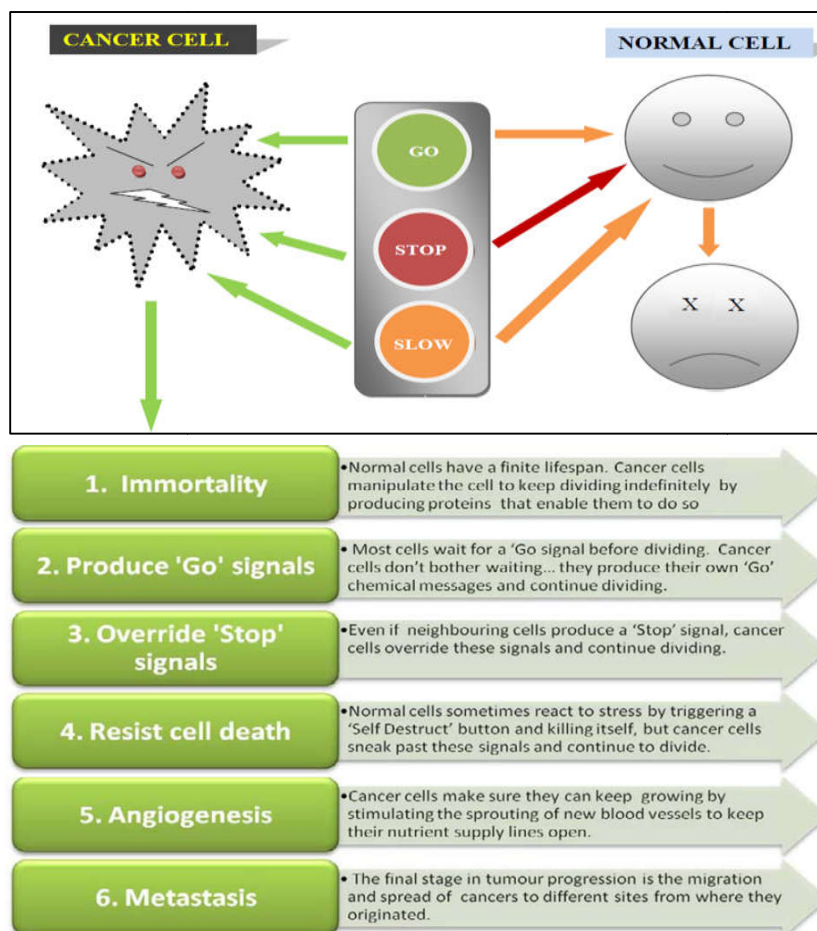 CANCER CELL
NORMAL CELL
GO
STOP
SLOW
X X
1. Immortality
•Normal cells have a finite lifespan. Cancer cells
manipulate the cell to keep dividing indefinitely by
producing proteins that enable them to do so
2. Produce 'Go' signals
• Most cells wait for a ‘Go signal before dividing. Cancer
cells don’t bother waiting... they produce their own ‘Go’
chemical messages and continue dividing.
3. Override 'Stop'
signals
•Even if neighbouring cells produce a ‘Stop’ signal, cancer
cells override these signals and continue dividing.
4. Resist cell death
•Normal cells sometimes react to stress by triggering a
‘Self Destruct’ button and killing itself, but cancer cells
sneak past these signals and continue to divide.
5. Angiogenesis
•Cancer cells make sure they can keep growing by
stimulating the sprouting of new blood vessels to keep
their nutrient supply lines open.
6. Metastasis
• The final stage in tumour progression is the migration
and spread of cancers to different sites from where they
originated.